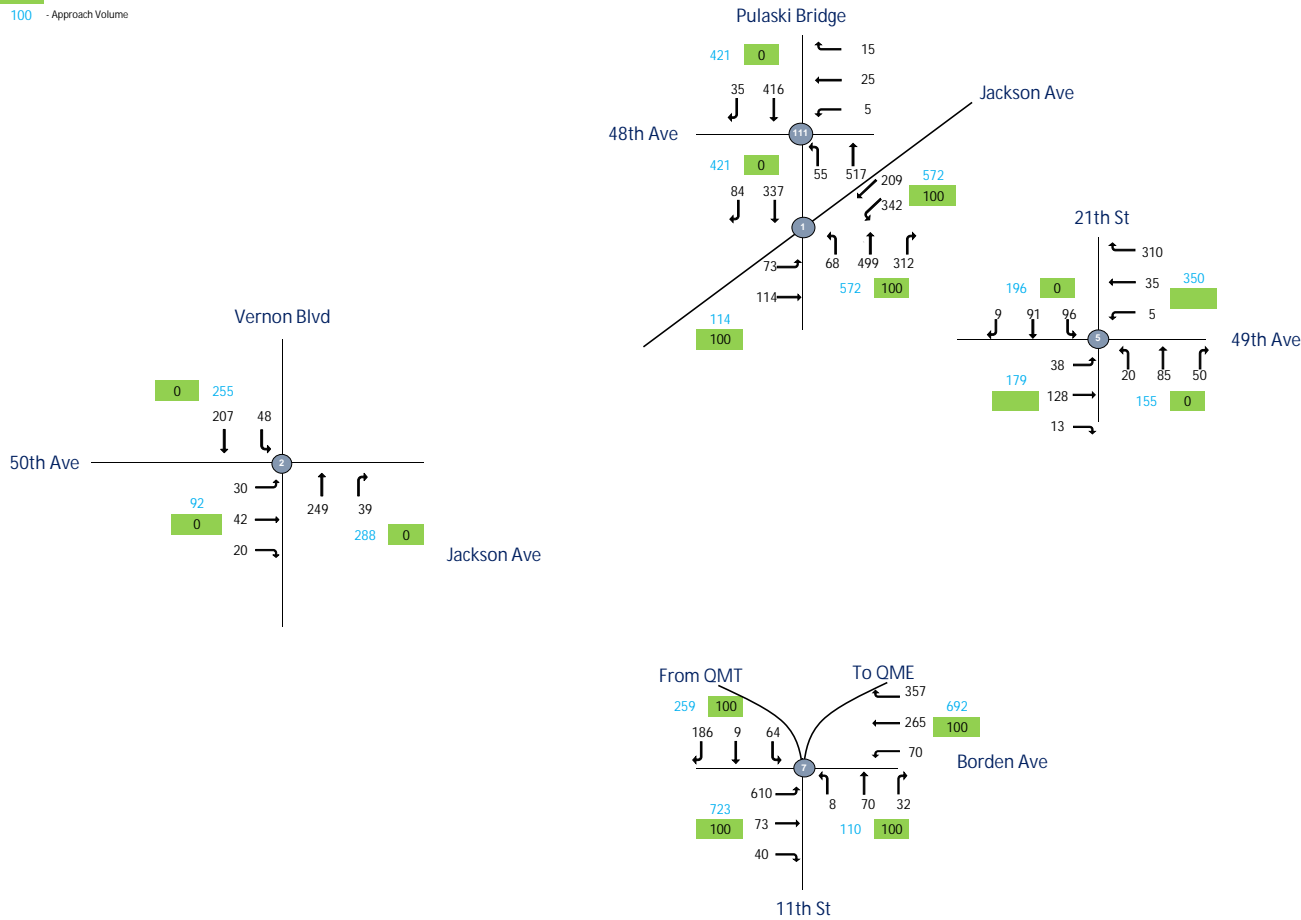 100 - Approach Volume
Pulaski Bridge
421 0
15
25
5
35 416
48th Ave
111
Jackson Ave
421 0
55 517
84 337
209
342
572
100
1
68 499 312
73
114
572 100
114
100
21th St
310
35
5
350
196 0
9 91 96
5
49th Ave
38
128
13
179
20 85 50
155 0
Vernon Blvd
0 255
207 48
50th Ave
2
30
42
20
92
0
249 39
288 0
Jackson Ave
From QMT
To QME
259 100
186 9 64
357
265
70
692
100
Borden Ave
7
610
73
40
723
100
8 70 32
110 100
11th St